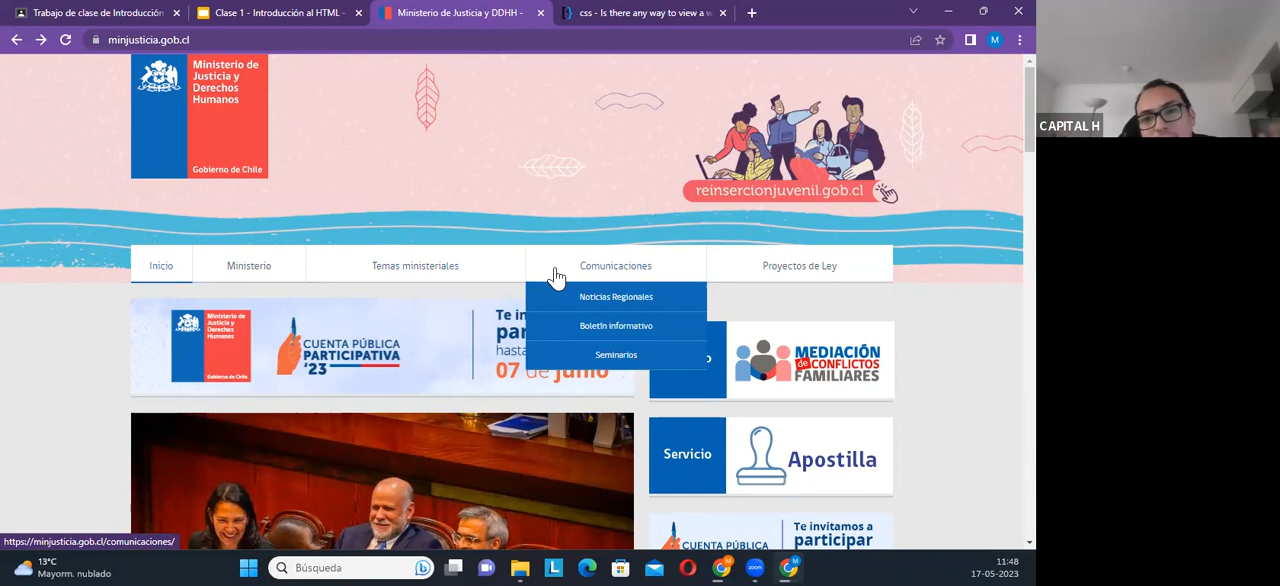 Trabajo de clase de Introducción
Clase 1 - Introducción al HTML -
Ministerio de Justicia y DDHH -
css - Is there any way to view a w
minjusticia.gob.cl
M
Ministerio de
Justicia y
Derechos
Humanos
Gobierno de Chile
reinsercionjuvenil.gob.cl
CAPITAL H
Inicio
Ministerio
Temas ministeriales
Comunicaciones
Proyectos de Ley
Noticias Regionales
Boletín informativo
Seminarios
Ministerio de
Justicia y
Derechos
Humanos
Gobierno de Chile
CUENTA PÚBLICA
PARTICIPATIVA
'23
hasta
07 de junio
MEDIACIÓN
de CONFLICTOS
FAMILIARES
Servicio
Apostilla
CUENTA PÚBLICA
Te invitamos a
participar
https://minjusticia.gob.cl/comunicaciones/
13°C
Mayorm. nublado
Búsqueda
zoom
11:48
17-05-2023